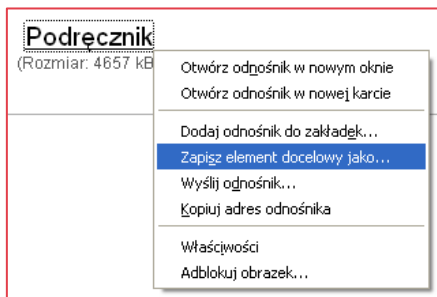 Podręcznik
(Rozmiar: 4657 kB
Otwórz odnośnik w nowym oknie
Otwórz odnośnik w nowej karcie
Dodaj odnośnik do zakładek...
Zapisz element docelowy jako...
Wyślij odnośnik...
Kopiuj adres odnośnika
Właściwości
Adblokuj obrazek...